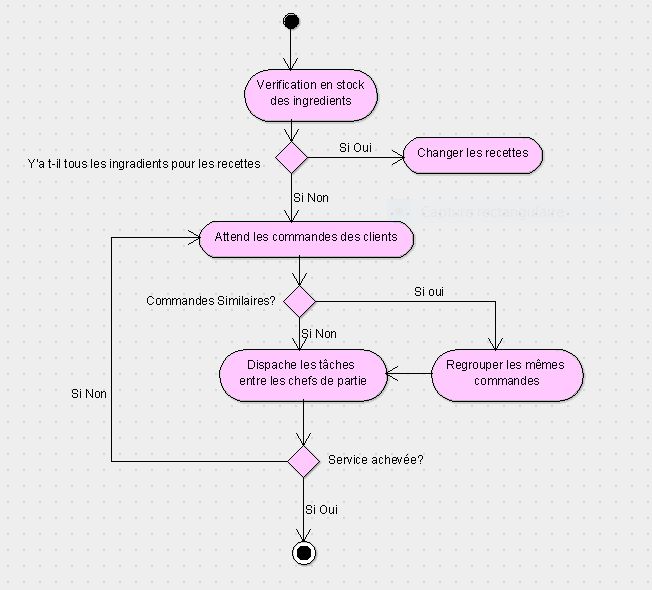 Verification en stock
des ingredients
Y'a t-il tous les ingradients pour les recettes
Si Oui
Changer les recettes
Si Non
Attend les commandes des clients
Commandes Similaires?
Si oui
Si Non
Dispache les tâches
entre les chefs de partie
Regrouper les mêmes
commandes
Si Non
Service achevée?
Si Oui